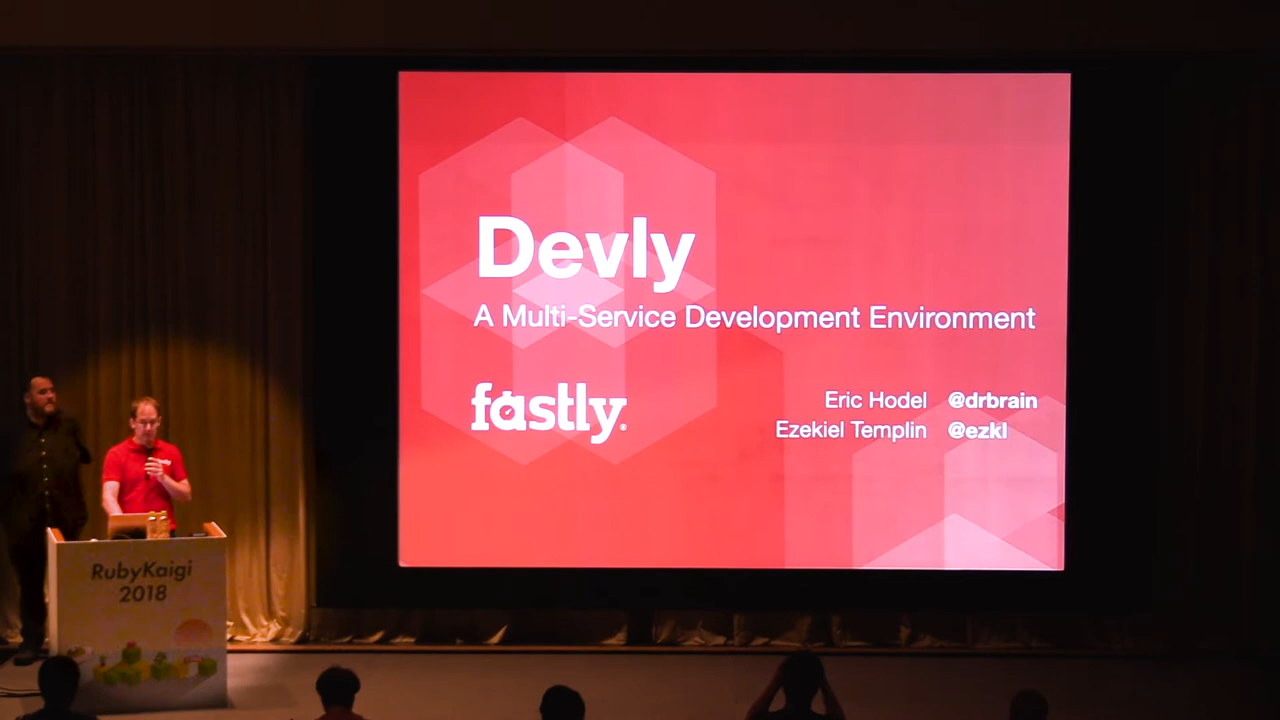 Devly
A Multi-Service Development Environment
fastly
Eric Hodel @drbrain
Ezekiel Templin @ezkl
RubyKaigi
2018